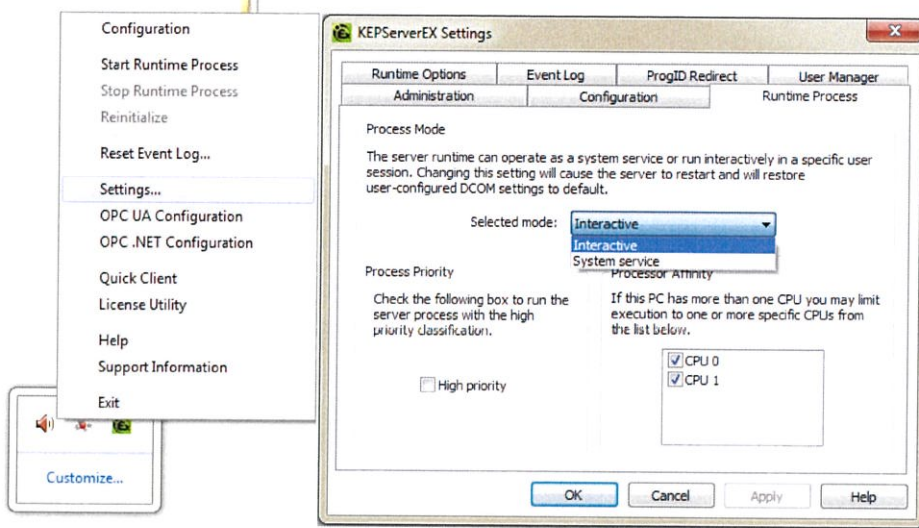 Configuration
Start Runtime Process
Stop Runtime Process
Reinitialize
Reset Event Log...
Settings...
OPC UA Configuration
OPC .NET Configuration
Quick Client
License Utility
Help
Support Information
Exit
Customize...
KEPServerEX Settings
Runtime Options
Event Log
ProgID Redirect
User Manager
Administration
Configuration
Runtime Process
Process Mode
The server runtime can operate as a system service or run interactively in a specific user
session. Changing this setting will cause the server to restart and will restore
user-configured DCOM settings to default.
Selected mode: Interactive
Interactive
System service
Process Priority
Check the following box to run the
server process with the high
priority classification.
High priority
Processor Affinity
If this PC has more than one CPU you may limit
execution to one or more specific CPUs from
the list below.
CPU 0
CPU 1
OK
Cancel
Apply
Help